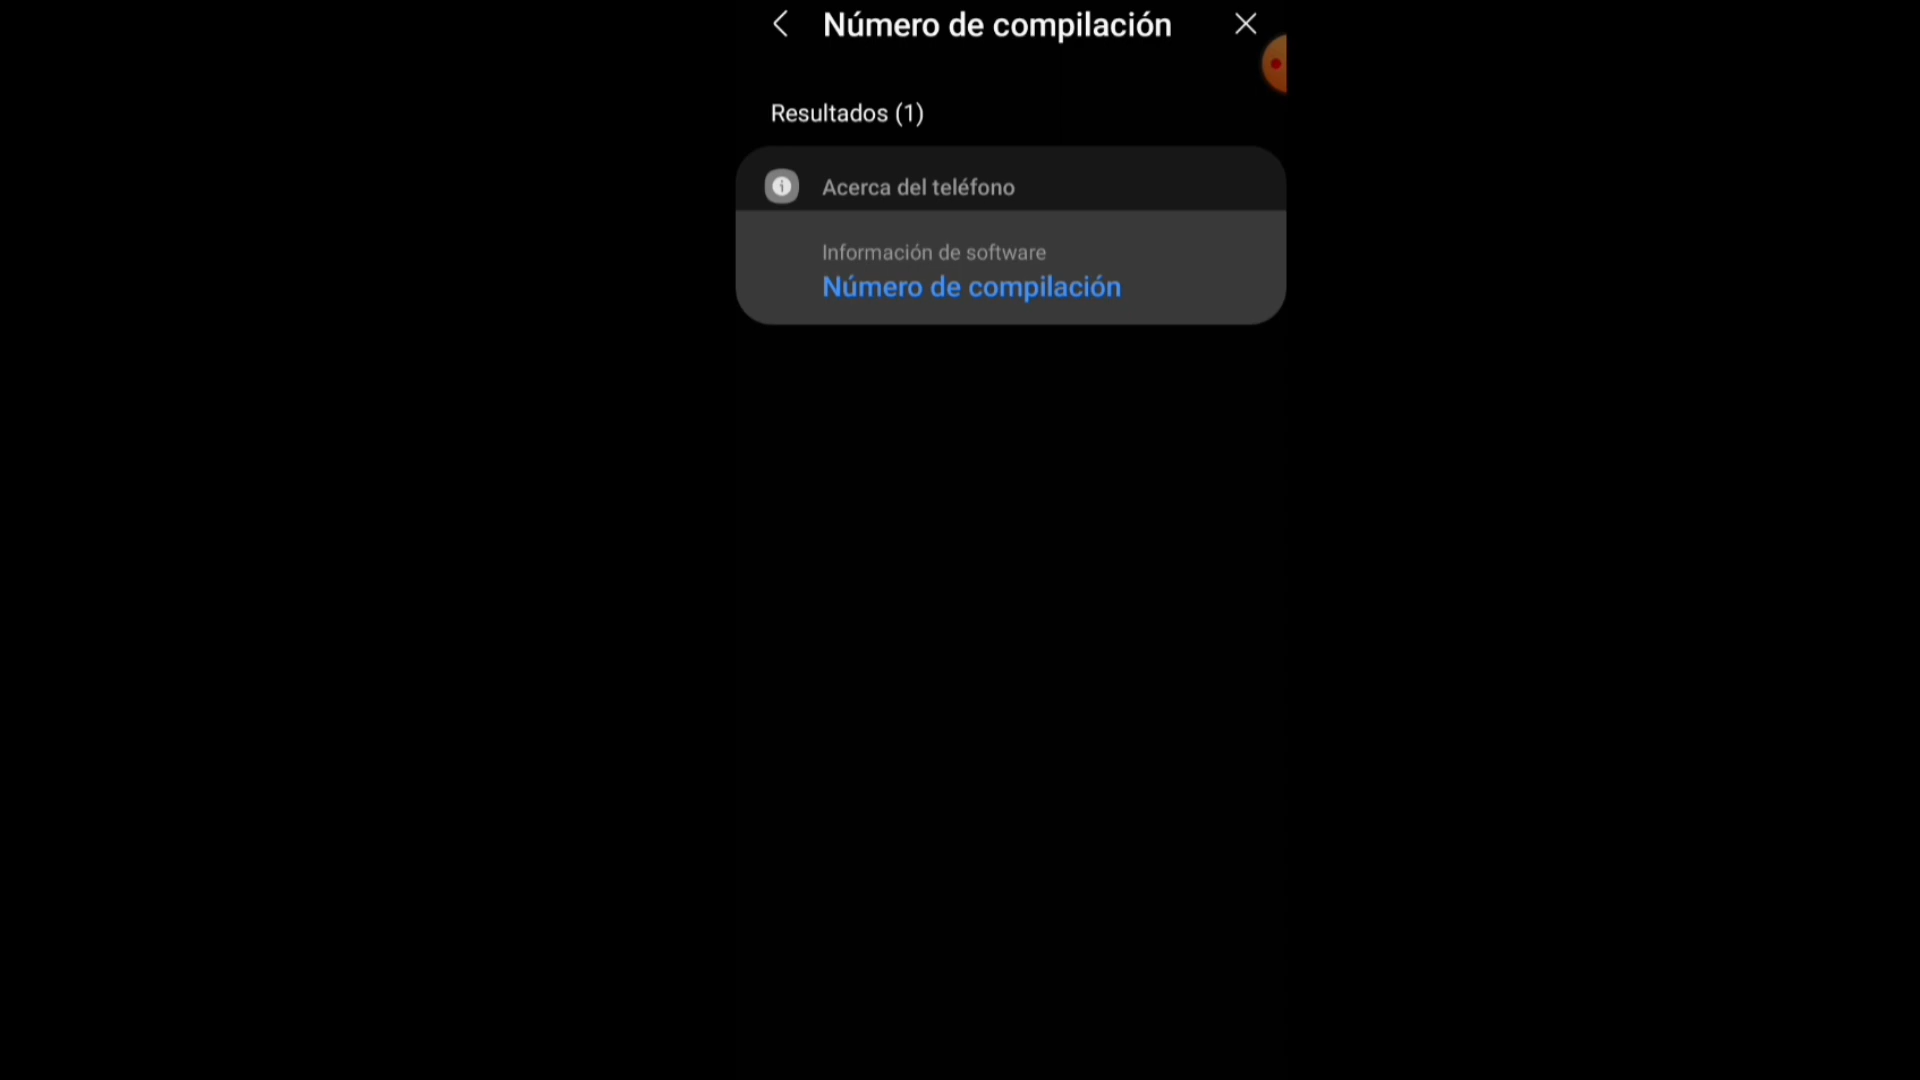 Número de compilación
Resultados (1)
Acerca del teléfono
Información de software
Número de compilación